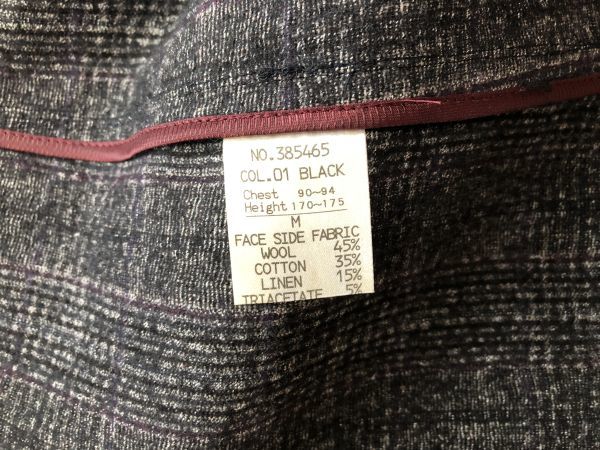 NO.385465
COL.01 BLACK
Chest 90~94
Height 170~175
M
FACE SIDE FABRIC
WOOL 45%
COTTON 35%
LINEN 15%
TRIACETATE 5%